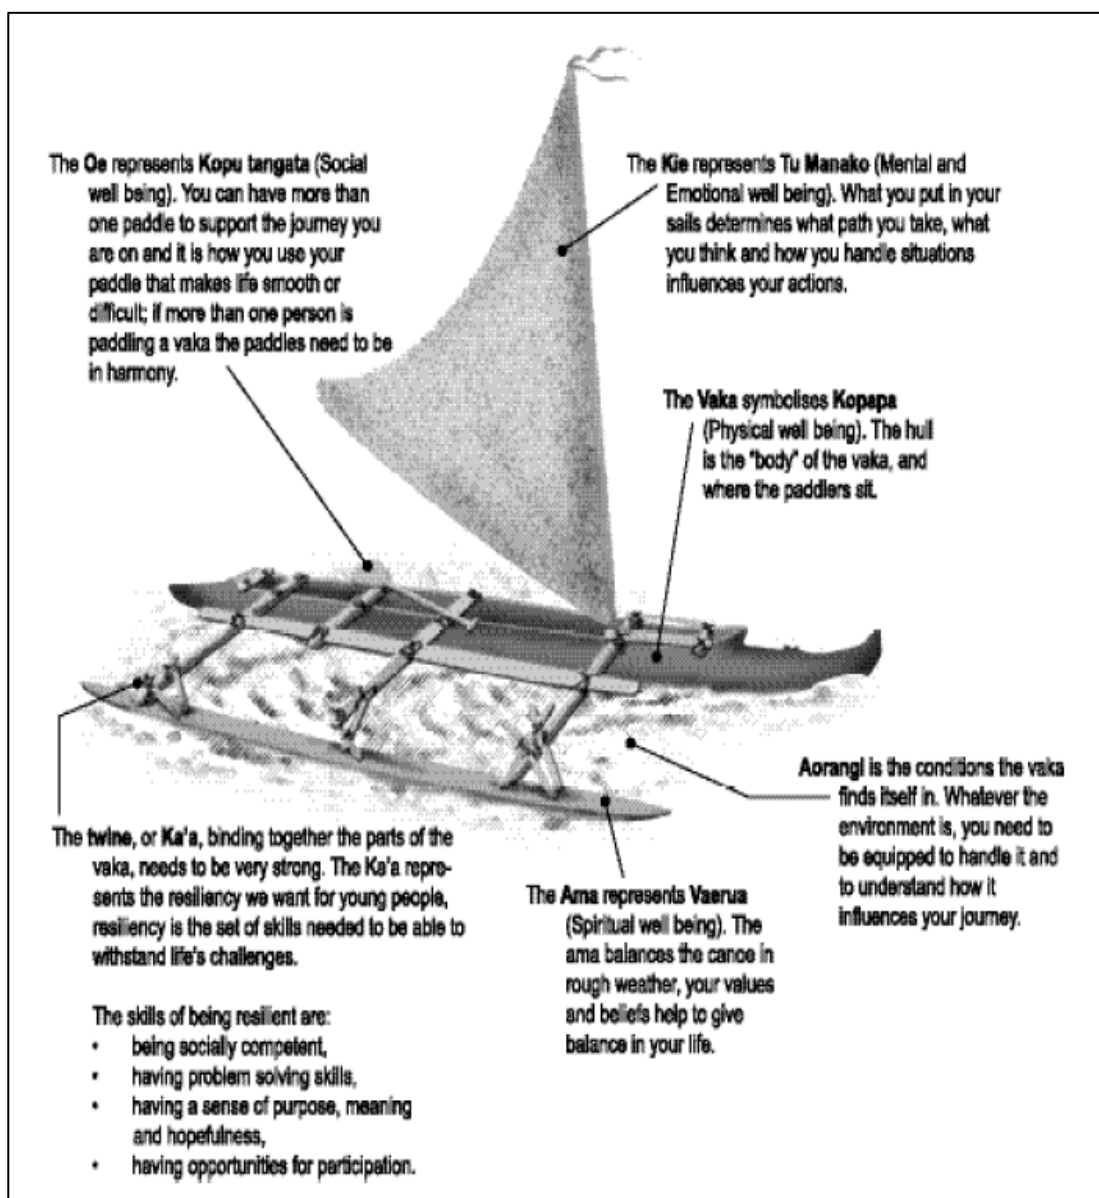 The Oe represents Kopu tangata (Social
well being). You can have more than
one paddle to support the journey you
are on and it is how you use your
paddle that makes life smooth or
difficult; if more than one person is
paddling a vaka the paddles need to be
in harmony.
The Kie represents Tu Manako (Mental and
Emotional well being). What you put in your
sails determines what path you take, what
you think and how you handle situations
influences your actions.
The Vaka symbolises Kopapa
(Physical well being). The hull
is the "body" of the vaka, and
where the paddlers sit.
Aorangi is the conditions the vaka
finds itself in. Whatever the
environment is, you need to
be equipped to handle it and
to understand how it
influences your journey.
The twine, or Ka'a, binding together the parts of the
vaka, needs to be very strong. The Ka'a repre-
sents the resiliency we want for young people,
resiliency is the set of skills needed to be able to
withstand life's challenges.
The skills of being resilient are:
• being socially competent,
• having problem solving skills,
• having a sense of purpose, meaning
and hopefulness,
• having opportunities for participation.
The Ama represents Vaerua
(Spiritual well being). The
ama balances the canoe in
rough weather, your values
and beliefs help to give
balance in your life.